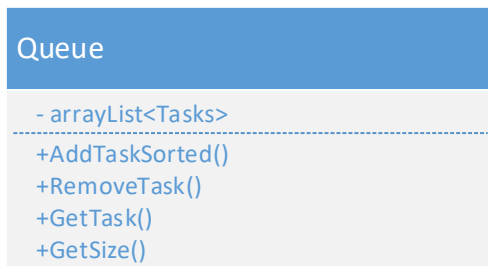 Queue
- arrayList<Tasks>
+AddTaskSorted()
+RemoveTask()
+GetTask()
+GetSize()